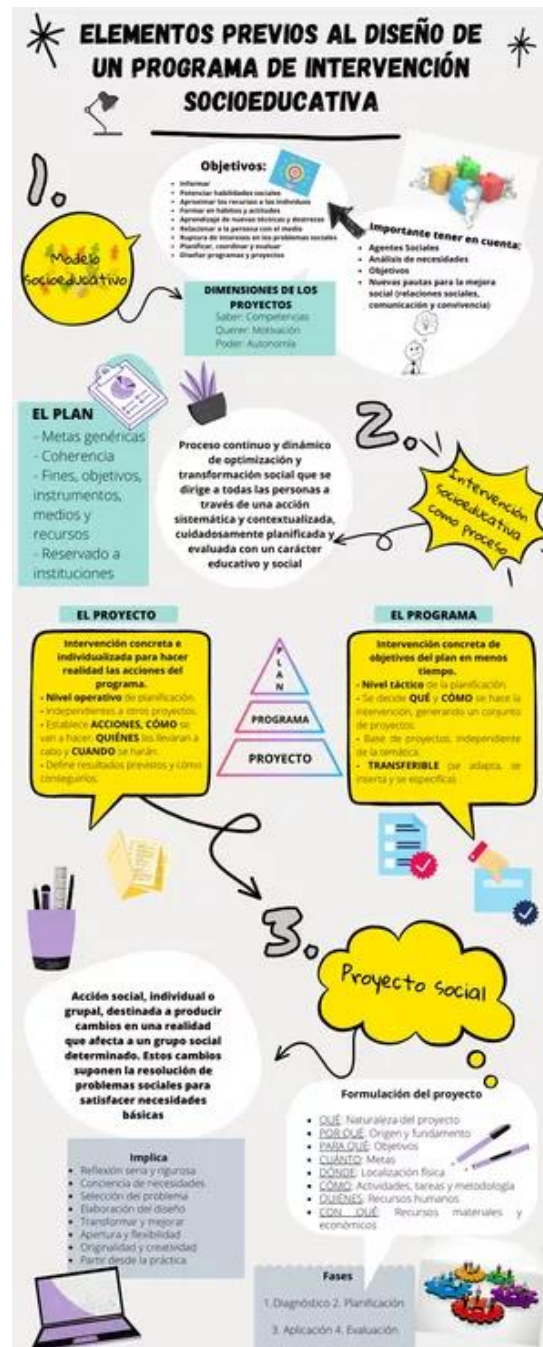 ELEMENTOS PREVIOS AL DISEÑO DE
UN PROGRAMA DE INTERVENCIÓN
SOCIOEDUCATIVA
1.
Modelo
Socioeducativo
Objetivos:
• Informar
• Potenciar habilidades sociales
• Aproximar los recursos a los individuos
• Formar en hábitos y actitudes
• Aprendizaje de nuevas técnicas y destrezas
• Relacionar a la persona con el medio
• Ruptura de intereses en los problemas sociales
• Planificar, coordinar y evaluar
• Diseñar programas y proyectos
Importante tener en cuenta:
• Agentes Sociales
• Análisis de necesidades
• Objetivos
• Nuevas pautas para la mejora
social (relaciones sociales,
comunicación y convivencia)
DIMENSIONES DE LOS
PROYECTOS
Saber: Competencias
Querer: Motivación
Poder: Autonomía
EL PLAN
- Metas genéricas
- Coherencia
- Fines, objetivos,
instrumentos,
medios y
recursos
- Reservado a
instituciones
Proceso continuo y dinámico
de optimización y
transformación social que se
dirige a todas las personas a
través de una acción
sistemática y contextualizada,
cuidadosamente planificada y
evaluada con un carácter
educativo y social
2.
Intervención
socioeducativa
como proceso
EL PROYECTO
Intervención concreta e
individualizada para hacer
realidad las acciones del
programa.
- Nivel operativo de planificación.
- Independientes a otros proyectos.
- Establece ACCIONES, CÓMO se
van a hacer, QUIÉNES las llevaran a
cabo y CUANDO se harán.
- Define resultados previstos y cómo
conseguirlos.
PLAN
PROGRAMA
PROYECTO
EL PROGRAMA
Intervención concreta de
objetivos del plan en menos
tiempo.
- Nivel táctico de la planificación.
- Se decide QUÉ y CÓMO se hace la
intervención, generando un conjunto
de proyectos.
- Base de proyectos, independiente
de la temática.
- TRANSFERIBLE (se adapta, se
inserta y se especifica)
3.
Proyecto social
Acción social, individual o
grupal, destinada a producir
cambios en una realidad
que afecta a un grupo social
determinado. Estos cambios
suponen la resolución de
problemas sociales para
satisfacer necesidades
básicas
Implica
• Reflexión seria y rigurosa
• Conciencia de necesidades
• Selección del problema
• Elaboración del diseño
• Transformar y mejorar
• Apertura y flexibilidad
• Originalidad y creatividad
• Partir desde la práctica
Formulación del proyecto
• QUÉ: Naturaleza del proyecto
• POR QUÉ: Origen y fundamento
• PARA QUÉ: Objetivos
• CUÁNTO: Metas
• DÓNDE: Localización física
• CÓMO: Actividades, tareas y metodología
• QUIÉNES: Recursos humanos
• CON QUÉ: Recursos materiales y
económicos
Fases
1.Diagnóstico 2. Planificación
3. Aplicación 4. Evaluación